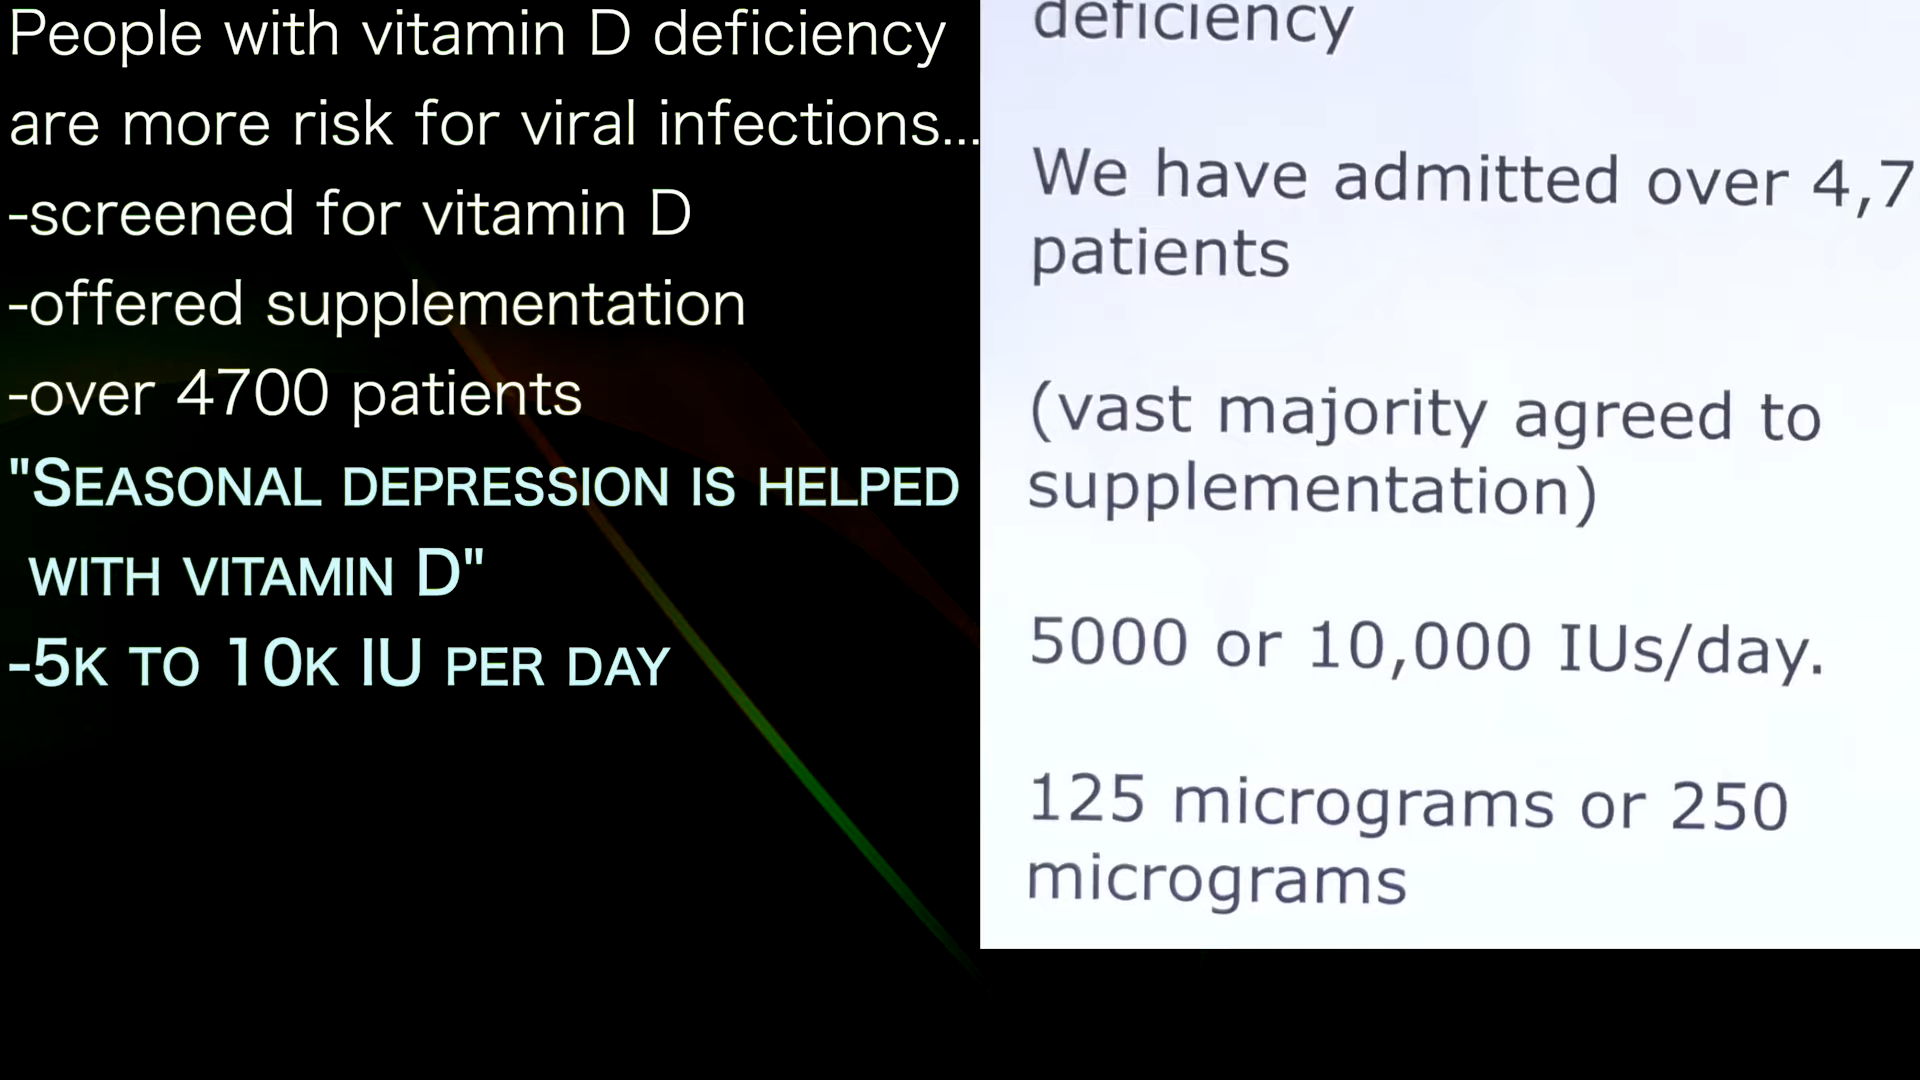 People with vitamin D deficiency
are more risk for viral infections...
-screened for vitamin D
-offered supplementation
-over 4700 patients
"SEASONAL DEPRESSION IS HELPED
WITH VITAMIN D"
-5K TO 10K IU PER DAY
deficiency
We have admitted over 4,7
patients
(vast majority agreed to
supplementation)
5000 or 10,000 IUs/day.
125 micrograms or 250
micrograms